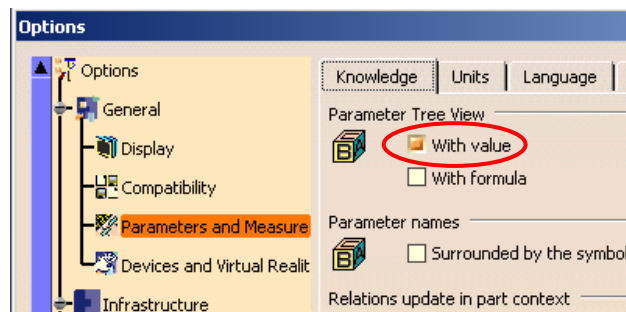 Options
Options
General
Display
Compatibility
Parameters and Measure
Devices and Virtual Realit
Infrastructure
Knowledge Units Language
Parameter Tree View
With value
With formula
Parameter names
Surrounded by the symbol
Relations update in part context